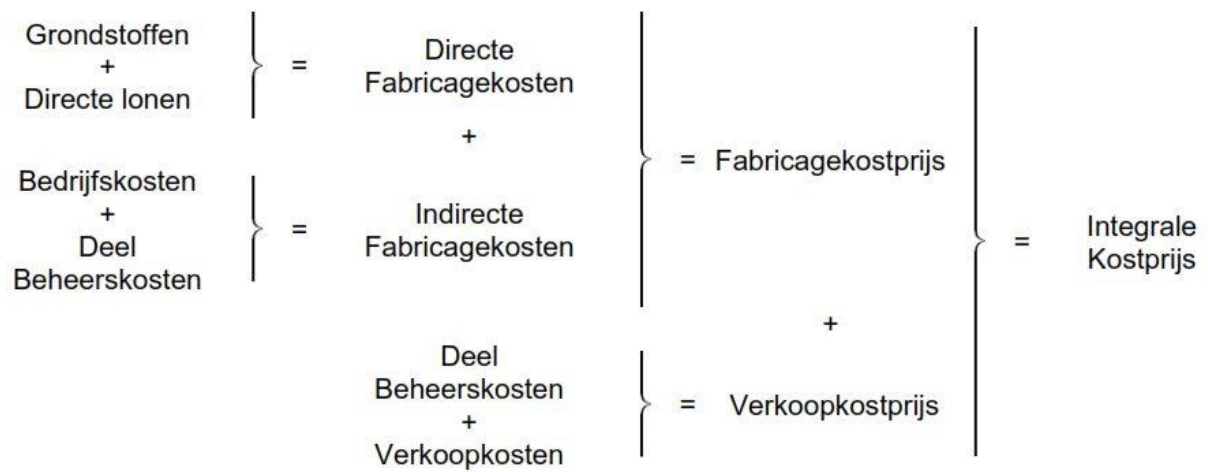 Grondstoffen
+
Directe lonen
=
Directe
Fabricagekosten
+
Bedrijfskosten
+
Deel
Beheerskosten
=
Indirecte
Fabricagekosten
= Fabricagekostprijs
+
Deel
Beheerskosten
+
Verkoopkosten
= Verkoopkostprijs
=
Integrale
Kostprijs